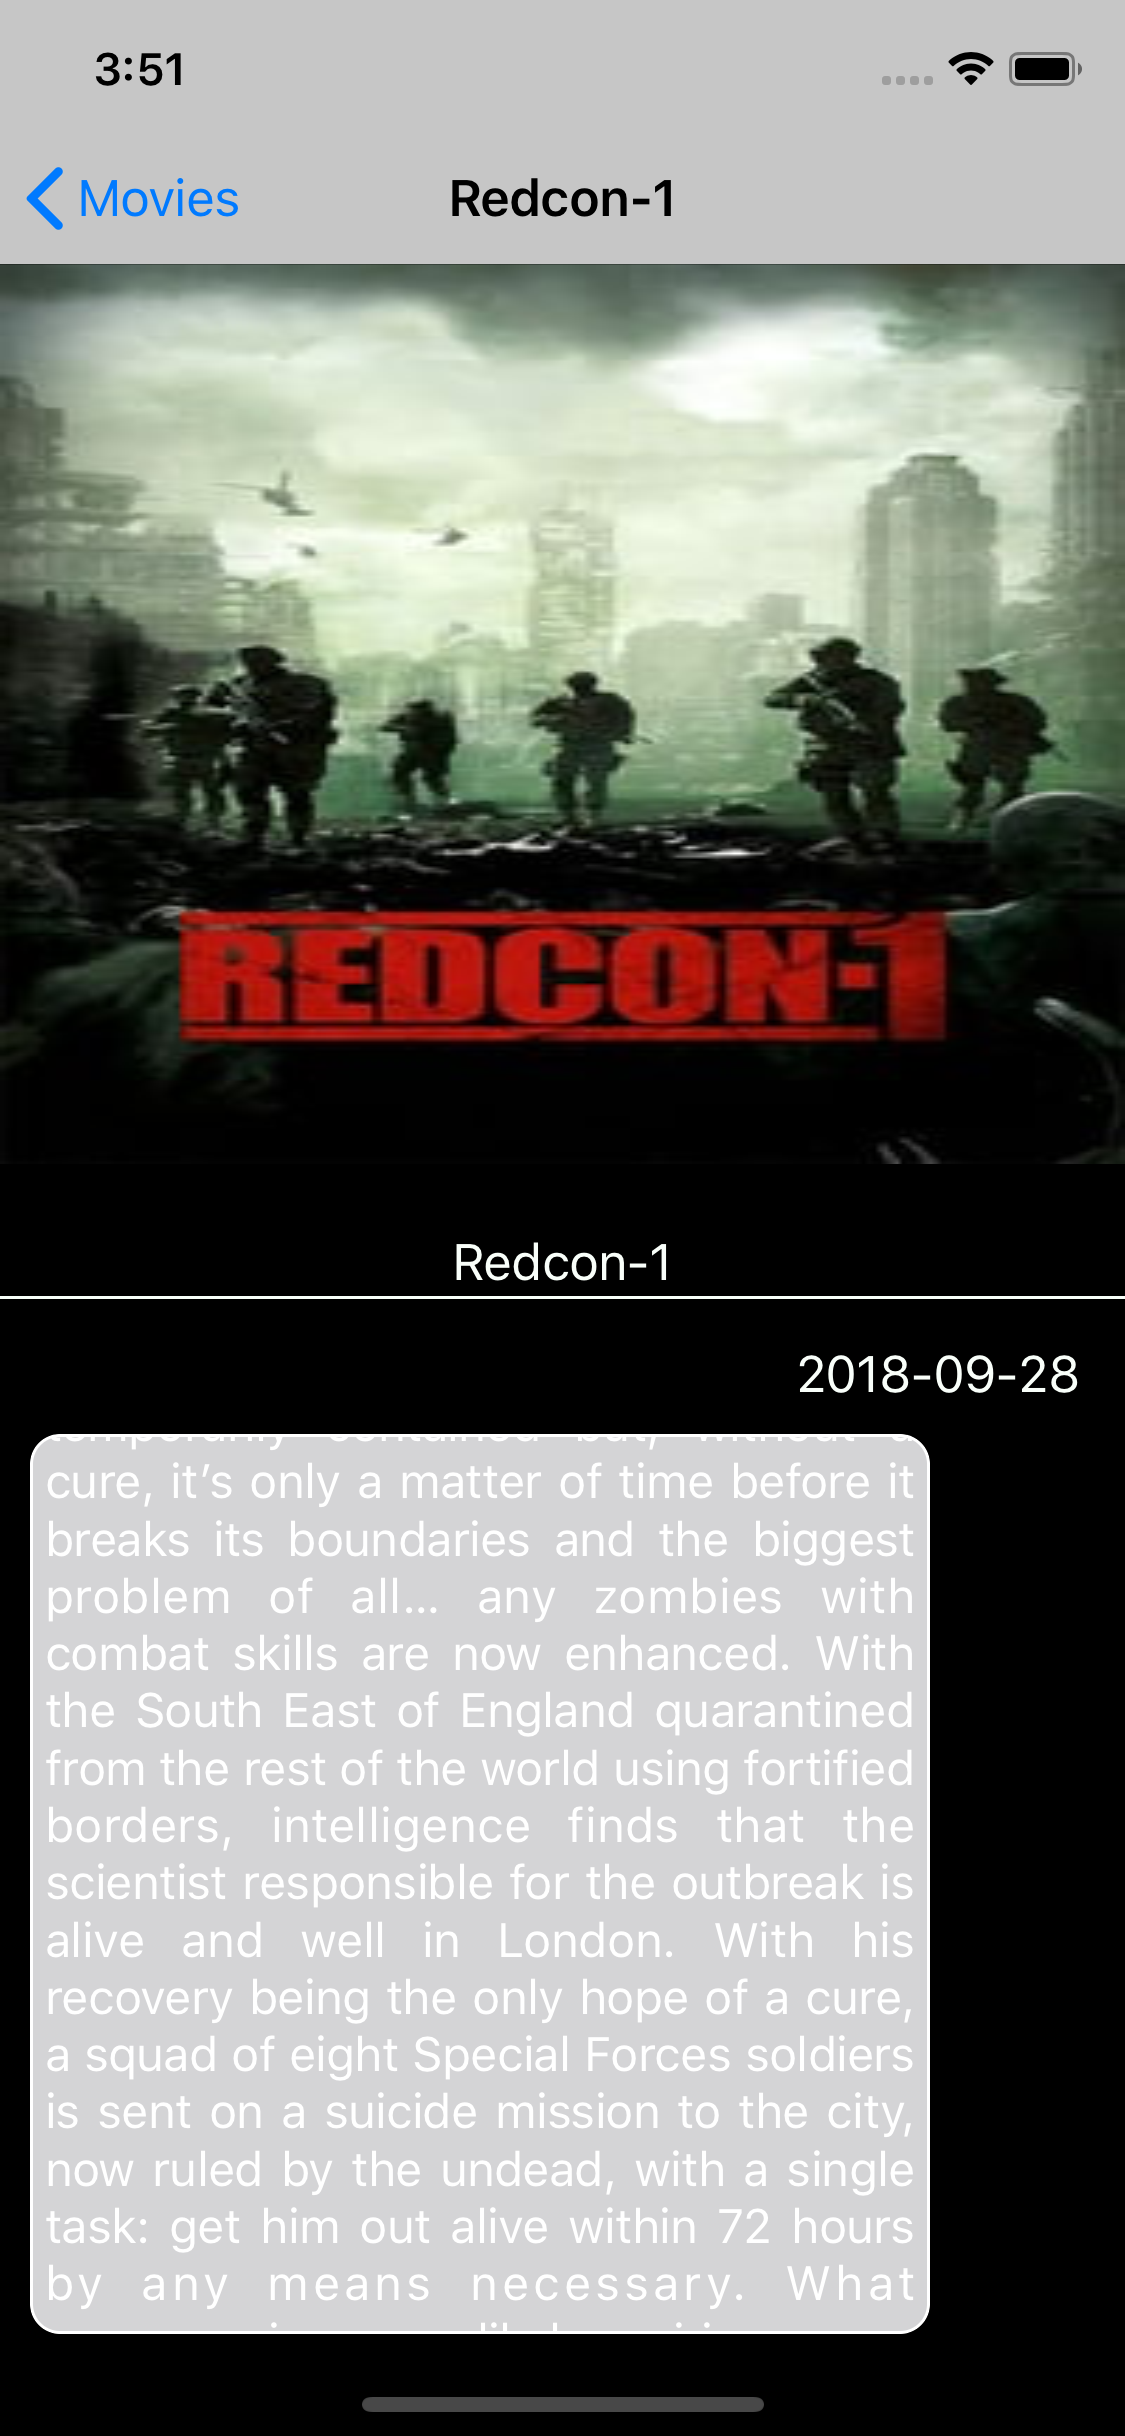 3:51
Movies
Redcon-1
REDCON-1
Redcon-1
2018-09-28
cure, it’s only a matter of time before it
breaks its boundaries and the biggest
problem of all... any zombies with
combat skills are now enhanced. With
the South East of England quarantined
from the rest of the world using fortified
borders, intelligence finds that the
scientist responsible for the outbreak is
alive and well in London. With his
recovery being the only hope of a cure,
a squad of eight Special Forces soldiers
is sent on a suicide mission to the city,
now ruled by the undead, with a single
task: get him out alive within 72 hours
by any means necessary. What